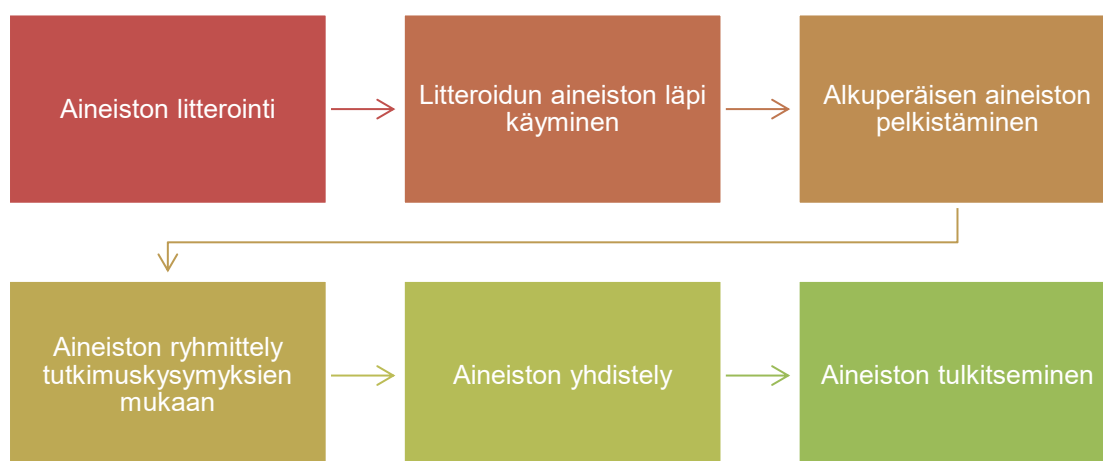 Aineiston litterointi
Litteroidun aineiston läpi
käyminen
Alkuperäisen aineiston
pelkistäminen
Aineiston ryhmittely
tutkimuskysymyksien
mukaan
Aineiston yhdistely
Aineiston tulkitseminen